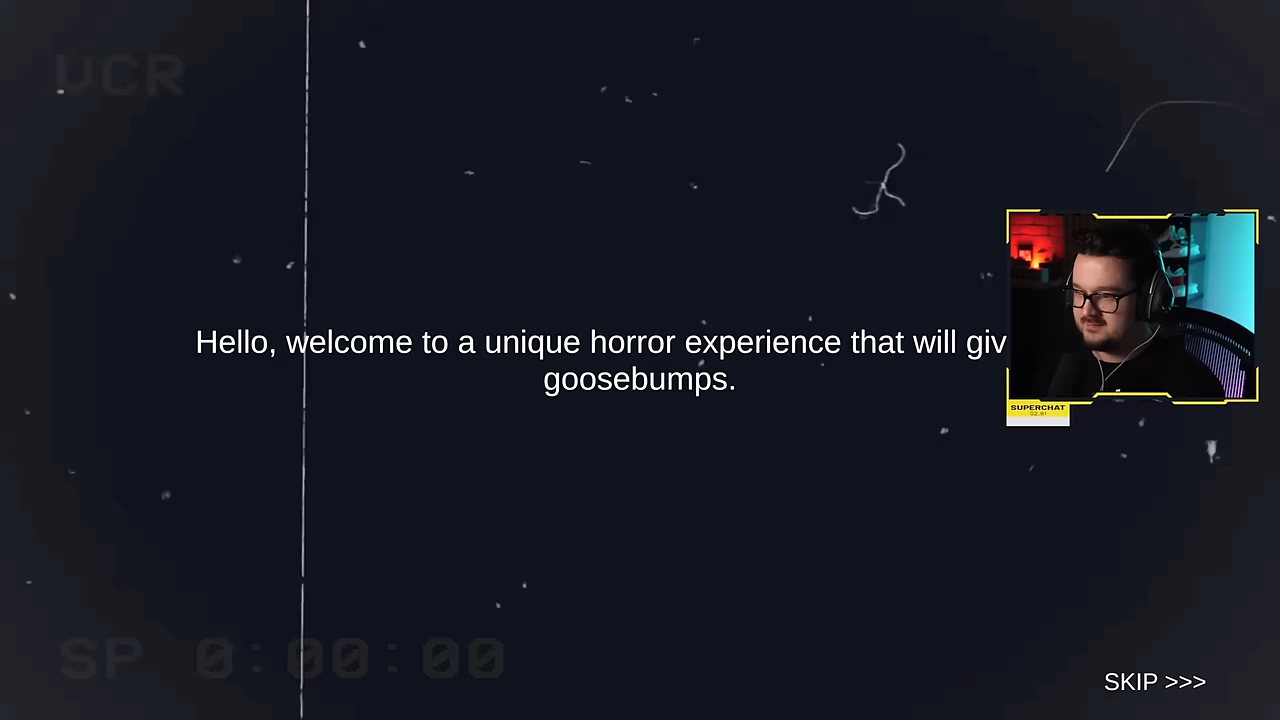 UCR
Hello, welcome to a unique horror experience that will giv
goosebumps.
SUPERCHAT
SP 0:00:00
SKIP >>>